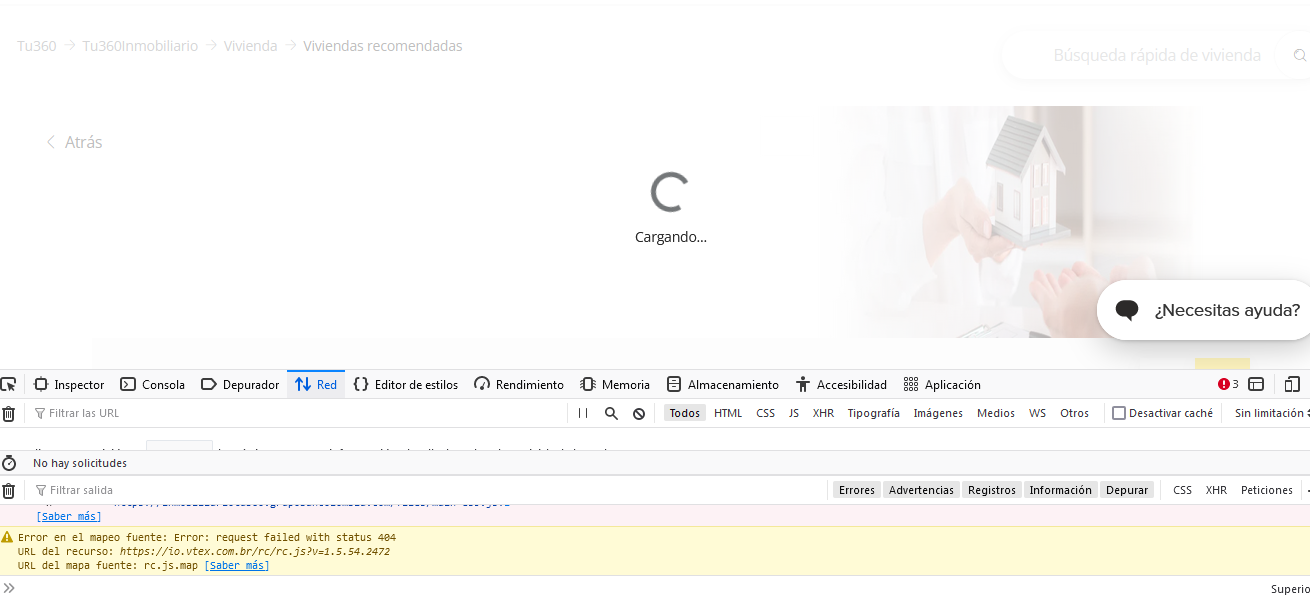 Tu360 → Tu360Inmobiliario → Vivienda → Viviendas recomendadas
Búsqueda rápida de vivienda
Atrás
Cargando...
¿Necesitas ayuda?
Inspector Consola Depurador Red Editor de estilos Rendimiento Memoria Almacenamiento Accesibilidad Aplicación 3
Filtrar las URL Todos HTML CSS JS XHR Tipografía Imágenes Medios WS Otros Desactivar caché Sin limitación
No hay solicitudes
Filtrar salida Errores Advertencias Registros Información Depurar CSS XHR Peticiones
[Saber más]
Error en el mapeo fuente: Error: request failed with status 404
URL del recurso: https://io.vtex.com.br/rc/rc.js?v=1.5.54.2472
URL del mapa fuente: rc.js.map [Saber más]
Superio